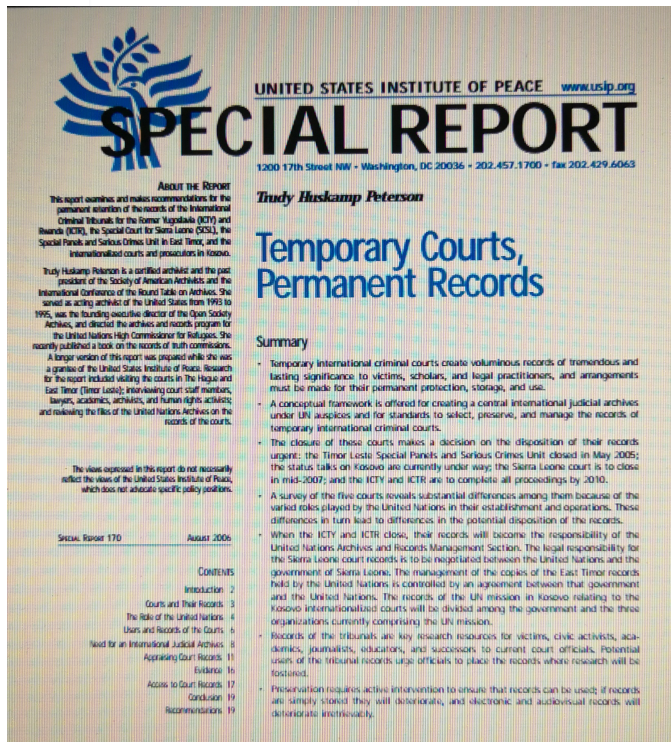 UNITED STATES INSTITUTE OF PEACE www.usip.org
SPECIAL REPORT
1200 17th Street NW • Washington, DC 20036 • 202.457.1700 • fax 202.429.6063
ABOUT THE REPORT
This report examines and makes recommendations for the
permanent retention of the records of the International
Criminal Tribunals for the Former Yugoslavia (ICTY) and
Rwanda (ICTR), the Special Court for Sierra Leone (SCSL), the
Special Panels and Serious Crimes Unit in East Timor, and the
internationalized courts and prosecutors in Kosovo.
Trudy Huskamp Peterson is a certified archivist and the past
president of the Society of American Archivists and the
International Conference of the Round Table on Archives. She
served as acting archivist of the United States from 1993 to
1995, was the founding executive director of the Open Society
Archives, and directed the archives and records program for
the United Nations High Commissioner for Refugees. She
recently published a book on the records of truth commissions.
A longer version of this report was prepared while she was
a grantee of the United States Institute of Peace. Research
for the report included visiting the courts in The Hague and
East Timor (Timor Leste); interviewing court staff members,
lawyers, academics, archivists, and human rights activists;
and reviewing the files of the United Nations Archives on the
records of the courts.
The views expressed in this report do not necessarily
reflect the views of the United States Institute of Peace,
which does not advocate specific policy positions.
SPECIAL REPORT 170 AUGUST 2006
CONTENTS
Introduction 2
Courts and Their Records 3
The Role of the United Nations 4
Users and Records of the Courts 6
Need for an International Judicial Archives 8
Appraising Court Records 11
Evidence 16
Access to Court Records 17
Conclusion 19
Recommendations 19
Trudy Huskamp Peterson
Temporary Courts,
Permanent Records
Summary
• Temporary international criminal courts create voluminous records of tremendous and
lasting significance to victims, scholars, and legal practitioners, and arrangements
must be made for their permanent protection, storage, and use.
• A conceptual framework is offered for creating a central international judicial archives
under UN auspices and for standards to select, preserve, and manage the records of
temporary international criminal courts.
• The closure of these courts makes a decision on the disposition of their records
urgent: the Timor Leste Special Panels and Serious Crimes Unit closed in May 2005;
the status talks on Kosovo are currently under way; the Sierra Leone court is to close
in mid-2007; and the ICTY and ICTR are to complete all proceedings by 2010.
• A survey of the five courts reveals substantial differences among them because of the
varied roles played by the United Nations in their establishment and operations. These
differences in turn lead to differences in the potential disposition of the records.
• When the ICTY and ICTR close, their records will become the responsibility of the
United Nations Archives and Records Management Section. The legal responsibility for
the Sierra Leone court records is to be negotiated between the United Nations and the
government of Sierra Leone. The management of the copies of the East Timor records
held by the United Nations is controlled by an agreement between that government
and the United Nations. The records of the UN mission in Kosovo relating to the
Kosovo internationalized courts will be divided among the government and the three
organizations currently comprising the UN mission.
• Records of the tribunals are key research resources for victims, civic activists, aca-
demics, journalists, educators, and successors to current court officials. Potential
users of the tribunal records urge officials to place the records where research will be
fostered.
• Preservation requires active intervention to ensure that records can be used; if records
are simply stored they will deteriorate, and electronic and audiovisual records will
deteriorate irretrievably.